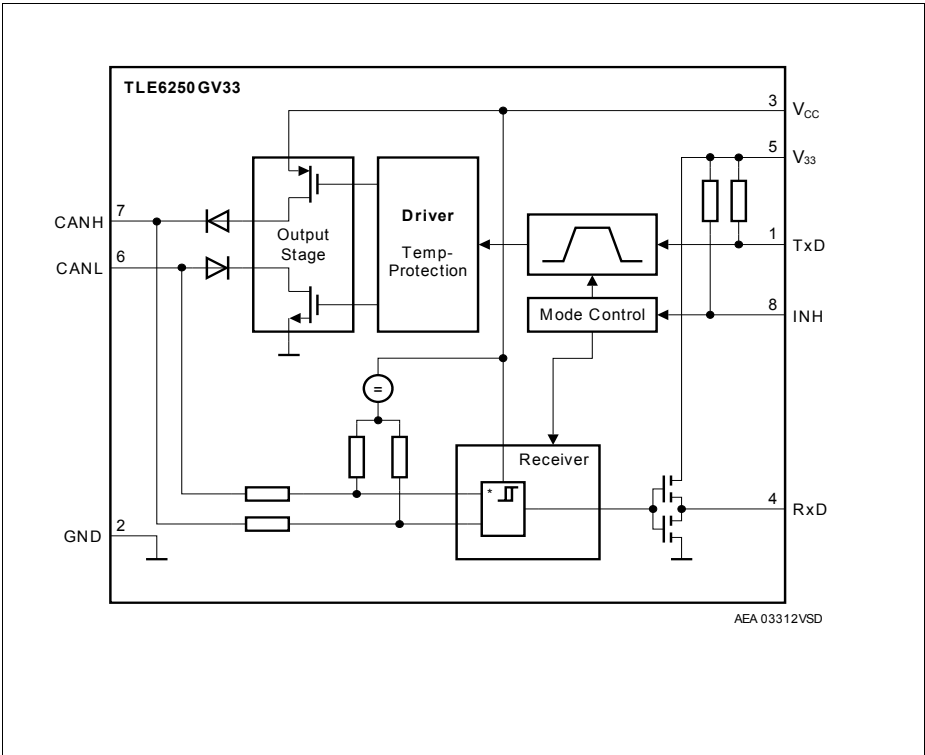 TLE6250GV33
3 VCC
5 V33
7
CANH
Driver
Output
Stage
Temp-
Protection
1 TxD
6
CANL
Mode Control
8 INH
=
Receiver
*
4 RxD
2
GND
AEA 03312VSD